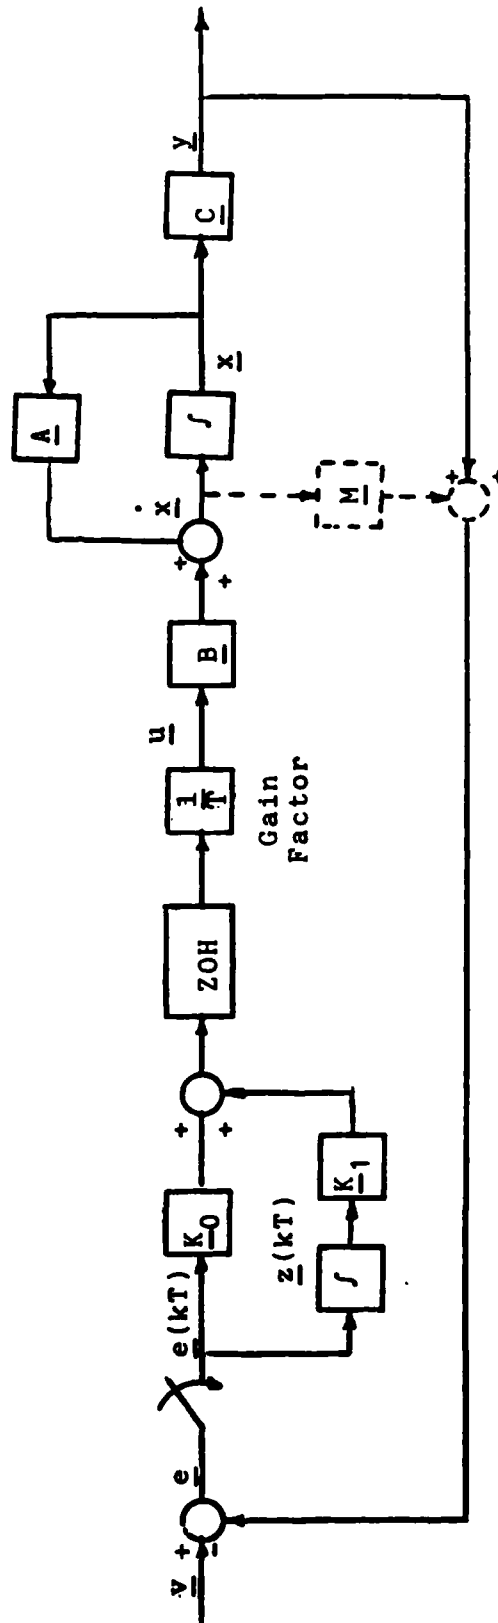 v
+
-
e
e(kT)
K0
z(kT)
∫
K1
+
+
ZOH
1
T
Gain
Factor
u
B
+
+
ẋ
A
∫
x
C
y
M
+
+